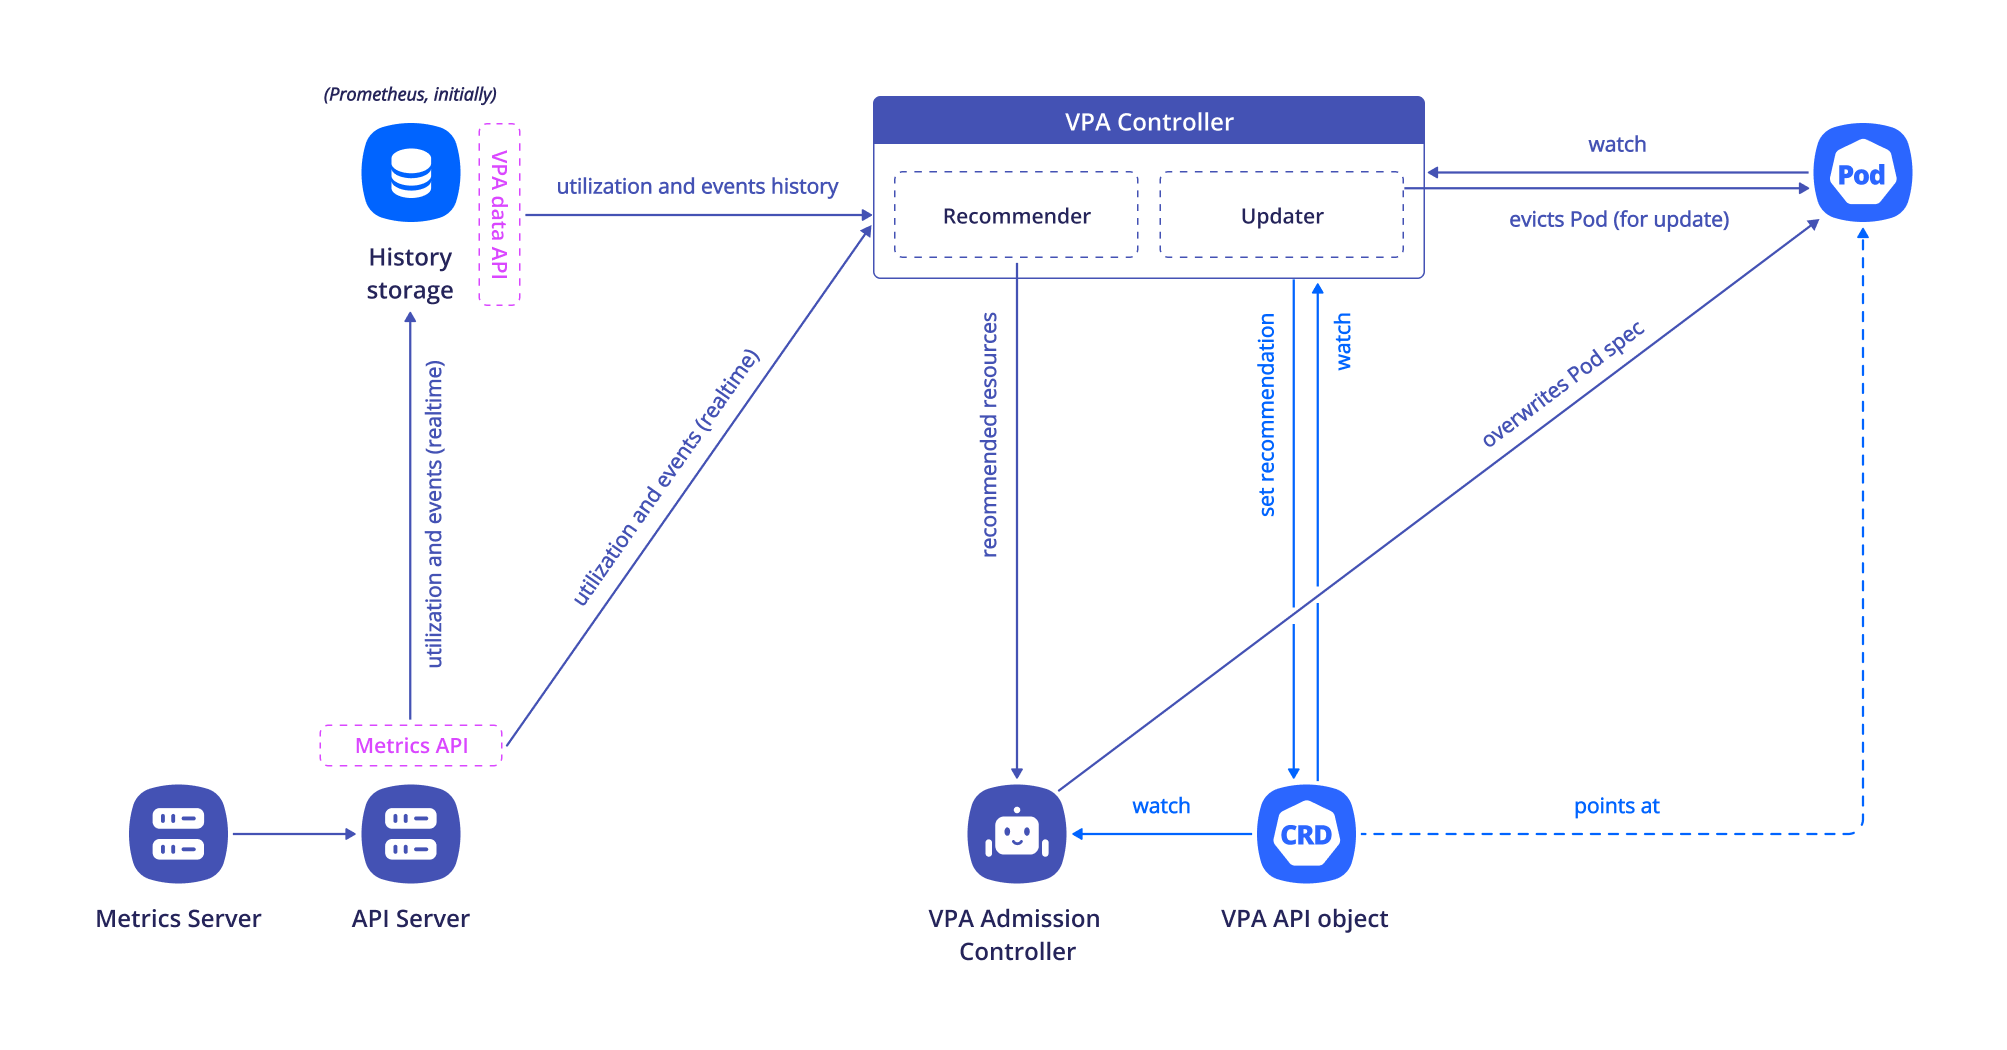 (Prometheus, initially)
VPA data API
History
storage
utilization and events history
VPA Controller
Recommender
Updater
watch
evicts Pod (for update)
Pod
utilization and events (realtime)
utilization and events (realtime)
recommended resources
set recommendation
watch
overwrites Pod spec
Metrics API
Metrics Server
API Server
watch
CRD
points at
VPA Admission
Controller
VPA API object